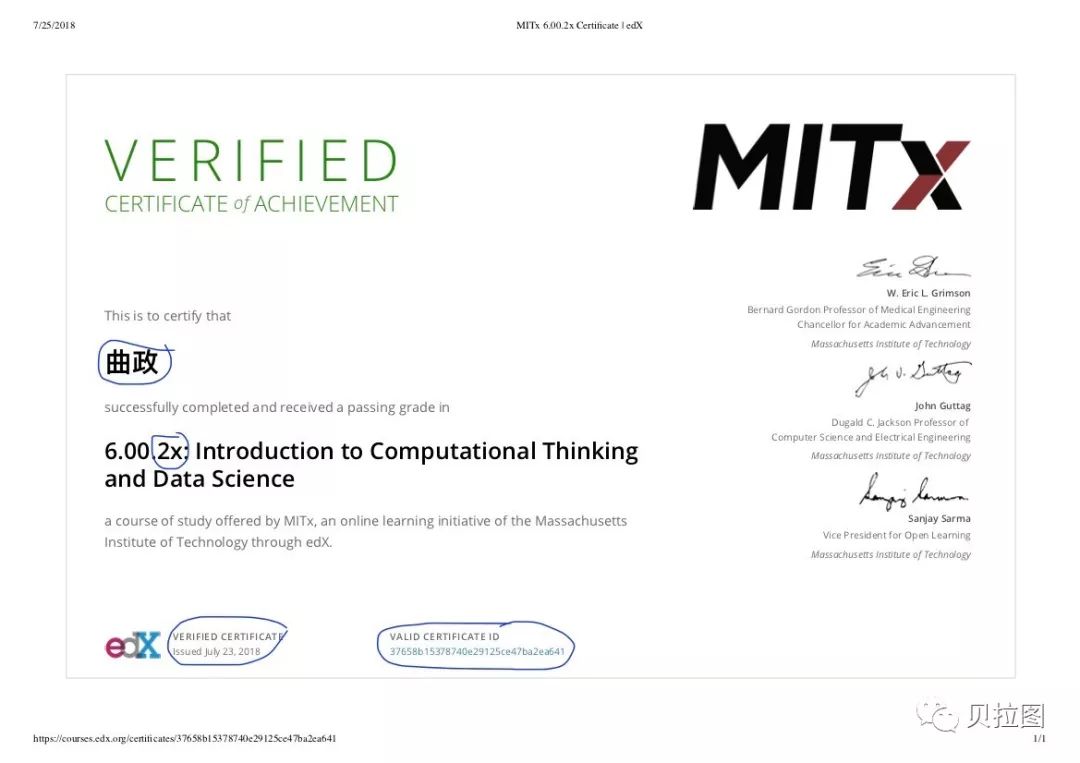 7/25/2018
MITx 6.00.2x Certificate | edX
VERIFIED
CERTIFICATE of ACHIEVEMENT
MITx
This is to certify that
曲政
successfully completed and received a passing grade in
6.00.2x: Introduction to Computational Thinking
and Data Science
a course of study offered by MITx, an online learning initiative of the Massachusetts
Institute of Technology through edX.
W. Eric L. Grimson
Bernard Gordon Professor of Medical Engineering
Chancellor for Academic Advancement
Massachusetts Institute of Technology
John Guttag
Dugald C. Jackson Professor of
Computer Science and Electrical Engineering
Massachusetts Institute of Technology
Sanjay Sarma
Vice President for Open Learning
Massachusetts Institute of Technology
edX
VERIFIED CERTIFICATE
Issued July 23, 2018
VALID CERTIFICATE ID
37658b15378740e29125ce47ba2ea641
贝拉图
https://courses.edx.org/certificates/37658b15378740e29125ce47ba2ea641
1/1